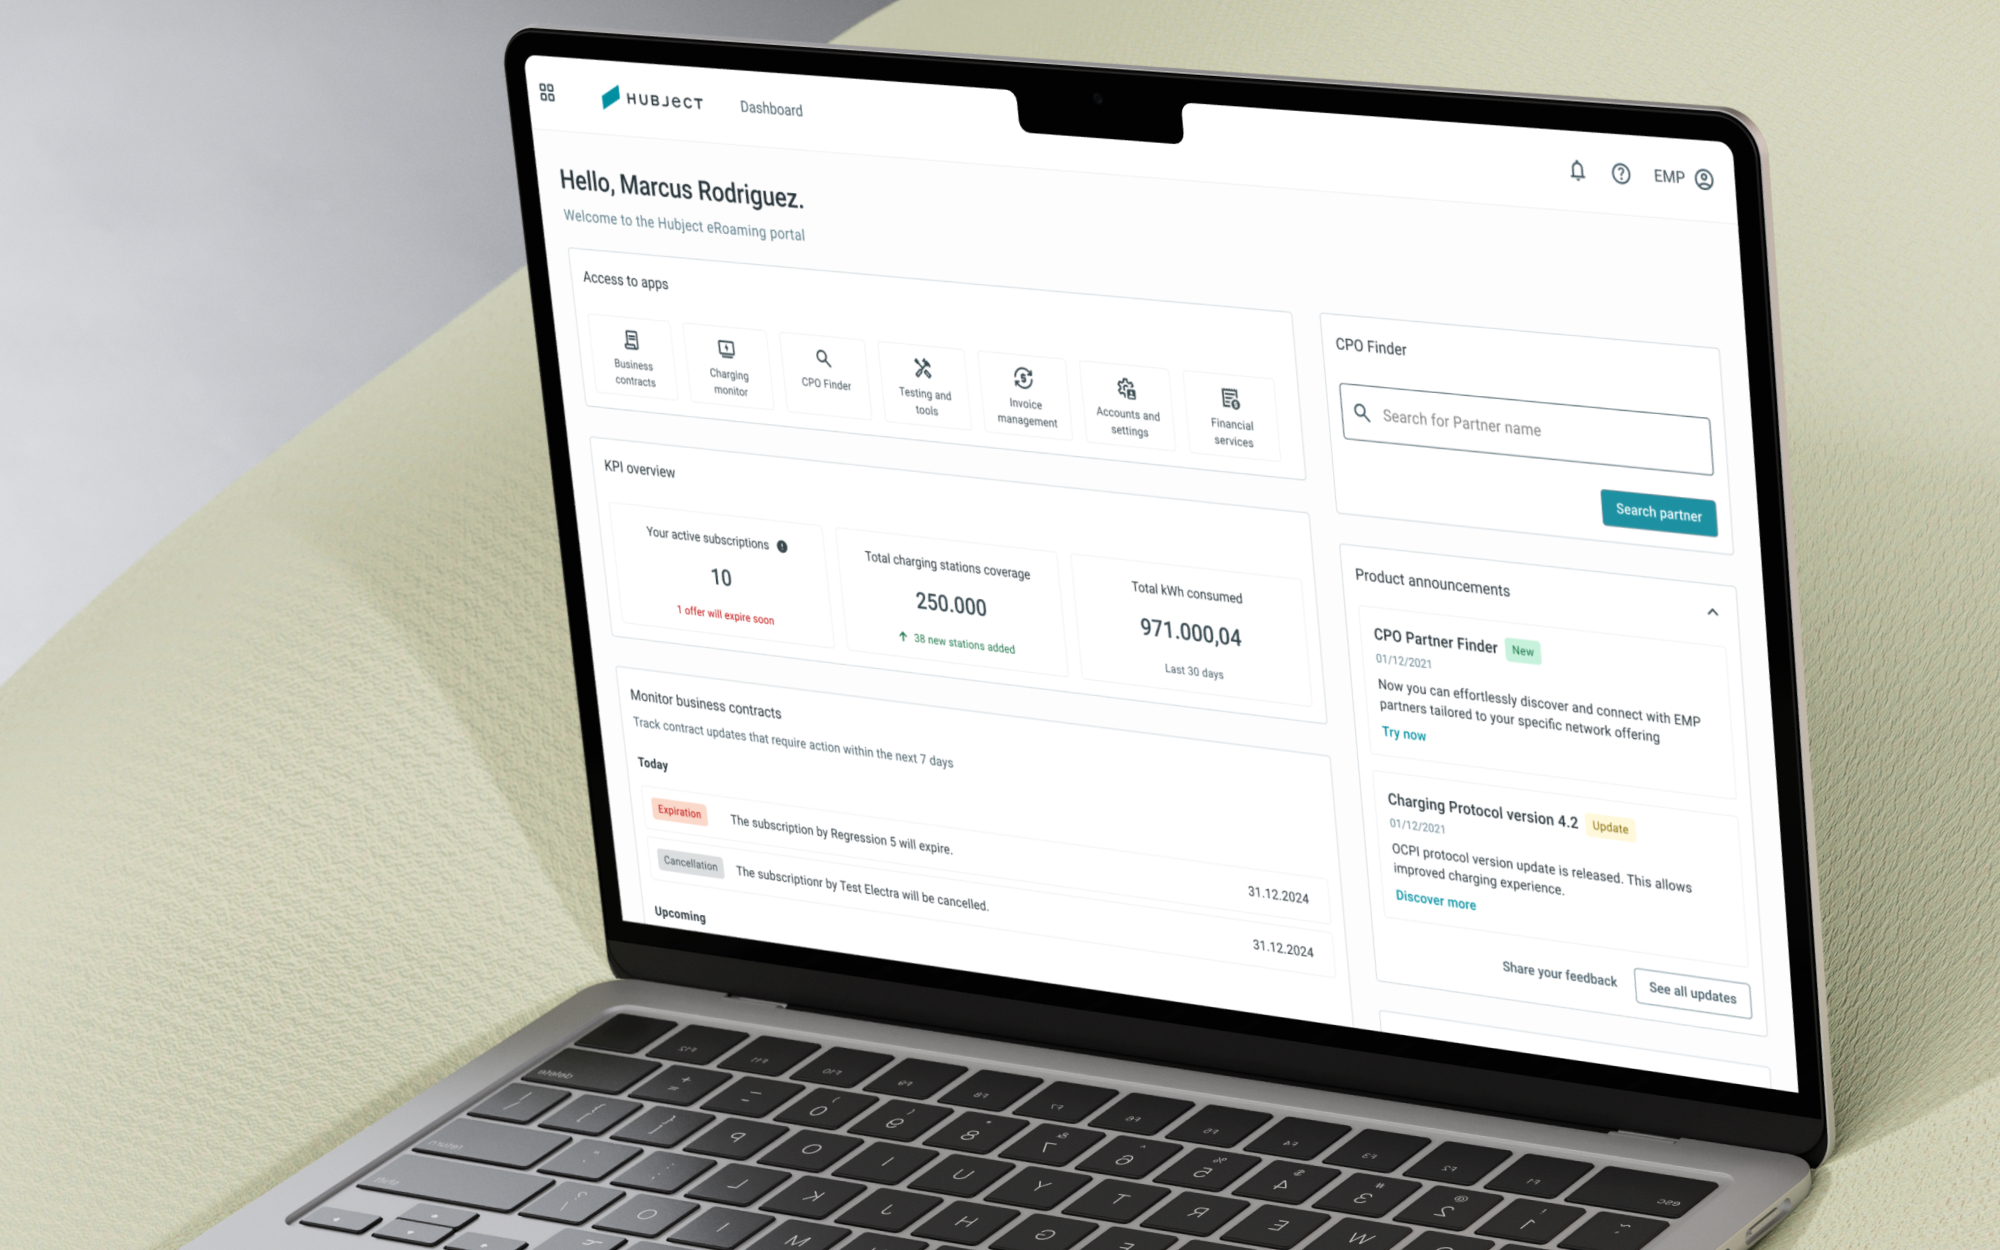 HUBJECT
Dashboard
EMP
Hello, Marcus Rodriguez.
Welcome to the Hubject eRoaming portal
Access to apps
Business
contracts
Charging
monitor
CPO Finder
Testing and
tools
Invoice
management
Accounts and
settings
Financial
services
KPI overview
Your active subscriptions
10
1 offer will expire soon
Total charging stations coverage
250.000
38 new stations added
Total kWh consumed
971.000,04
Last 30 days
Monitor business contracts
Track contract updates that require action within the next 7 days
Today
Expiration
The subscription by Regression 5 will expire.
31.12.2024
Cancellation
The subscriptionr by Test Electra will be cancelled.
31.12.2024
Upcoming
CPO Finder
Search for Partner name
Search partner
Product announcements
CPO Partner Finder
New
01/12/2021
Now you can effortlessly discover and connect with EMP
partners tailored to your specific network offering
Try now
Charging Protocol version 4.2
Update
01/12/2021
OCPI protocol version update is released. This allows
improved charging experience.
Discover more
Share your feedback
See all updates